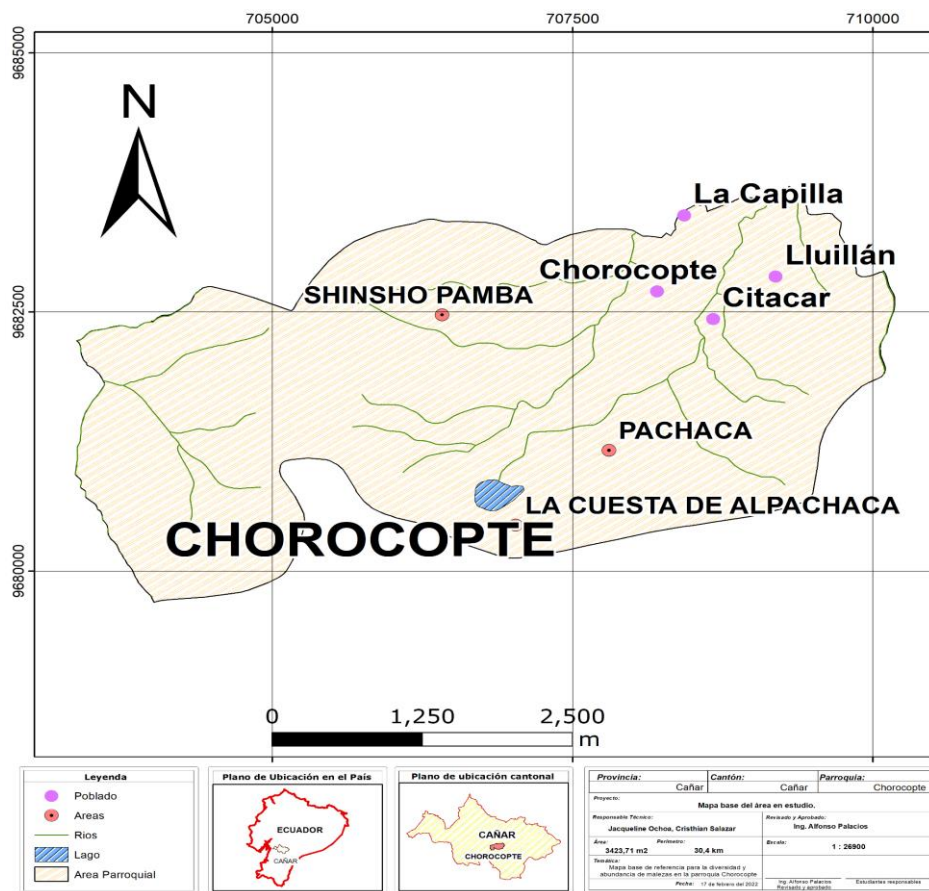 705000 707500 710000
9685000
N
La Capilla
Lluillán
Chorocopte
SHINSHO PAMBA
Citacar
9682500
PACHACA
LA CUESTA DE ALPACHACA
CHOROCOPTE
9680000
0 1,250 2,500
m
Leyenda
Poblado
Areas
Rios
Lago
Area Parroquial
Plano de Ubicación en el País
ECUADOR
CAÑAR
Plano de ubicación cantonal
CAÑAR
CHOROCOPTE
Provincia: Cantón: Parroquia:
Cañar Cañar Chorocopte
Proyecto:
Mapa base del área en estudio.
Responsable Técnico: Revisado y Aprobado:
Jacqueline Ochoa, Cristhian Salazar Ing. Alfonso Palacios
Área: Perímetro: Escala:
3423,71 m2 30,4 km 1 : 26900
Temática:
Mapa base de referencia para la diversidad y
abundancia de malezas en la parroquia Chorocopte
Fecha: 17 de febrero del 2022
Ing. Alfonso Palacios
Revisado y aprobado
Estudiantes responsables